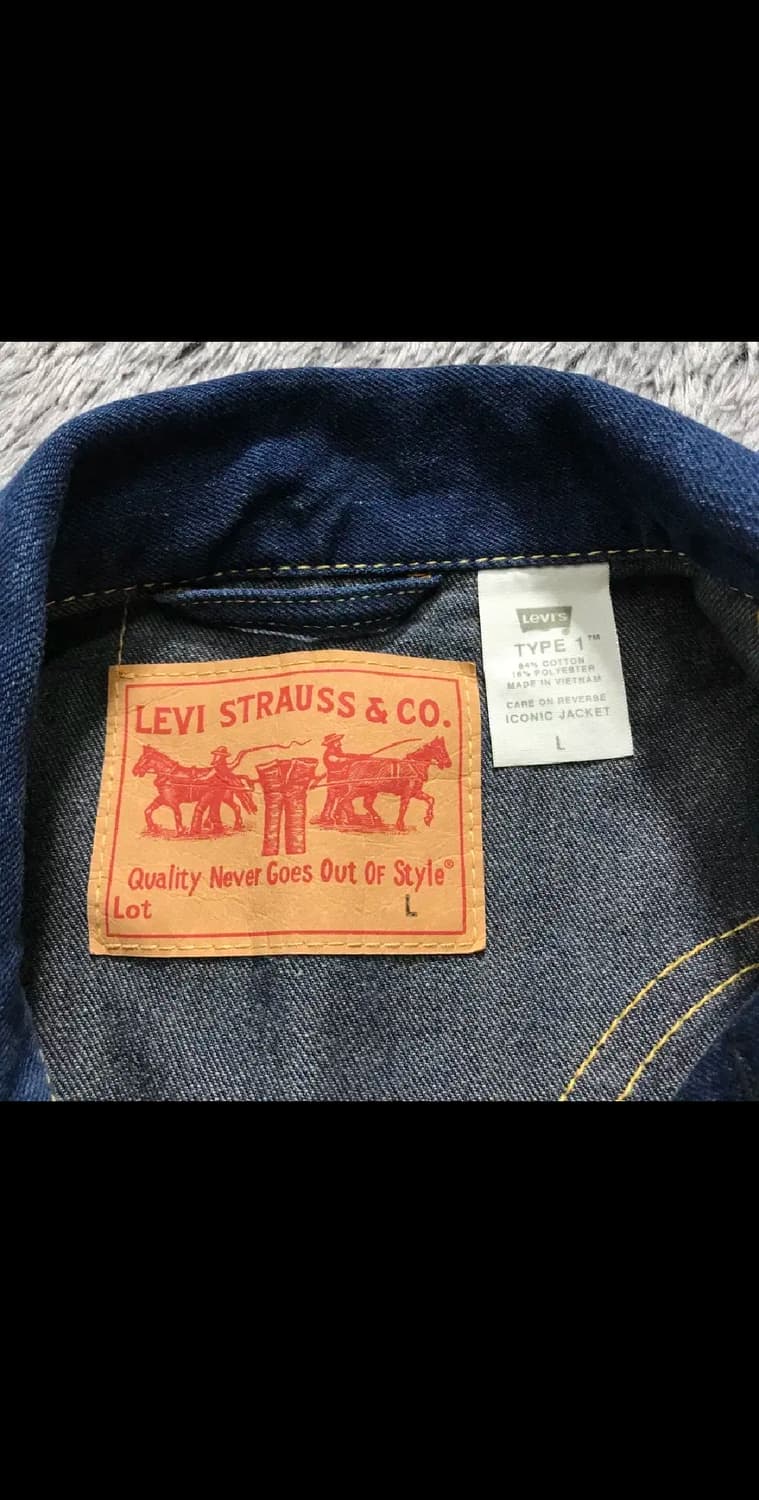 LEVI STRAUSS & CO.
Quality Never Goes Out Of Style®
Lot L
Levi's
TYPE 1™
84% COTTON
16% POLYESTER
MADE IN VIETNAM
CARE ON REVERSE
ICONIC JACKET
L